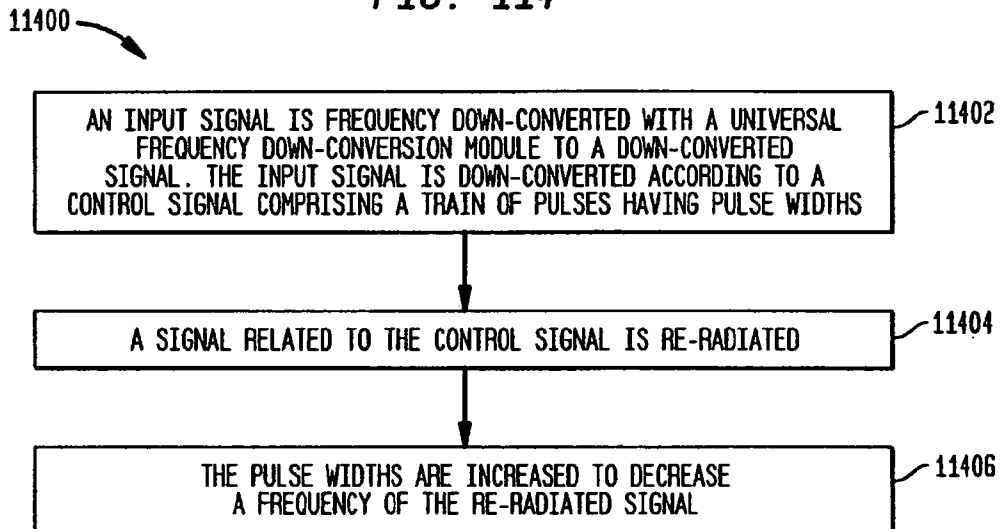 FIG. 114
11400
AN INPUT SIGNAL IS FREQUENCY DOWN-CONVERTED WITH A UNIVERSAL
FREQUENCY DOWN-CONVERSION MODULE TO A DOWN-CONVERTED
SIGNAL. THE INPUT SIGNAL IS DOWN-CONVERTED ACCORDING TO A
CONTROL SIGNAL COMPRISING A TRAIN OF PULSES HAVING PULSE WIDTHS
11402
A SIGNAL RELATED TO THE CONTROL SIGNAL IS RE-RADIATED
11404
THE PULSE WIDTHS ARE INCREASED TO DECREASE
A FREQUENCY OF THE RE-RADIATED SIGNAL
11406